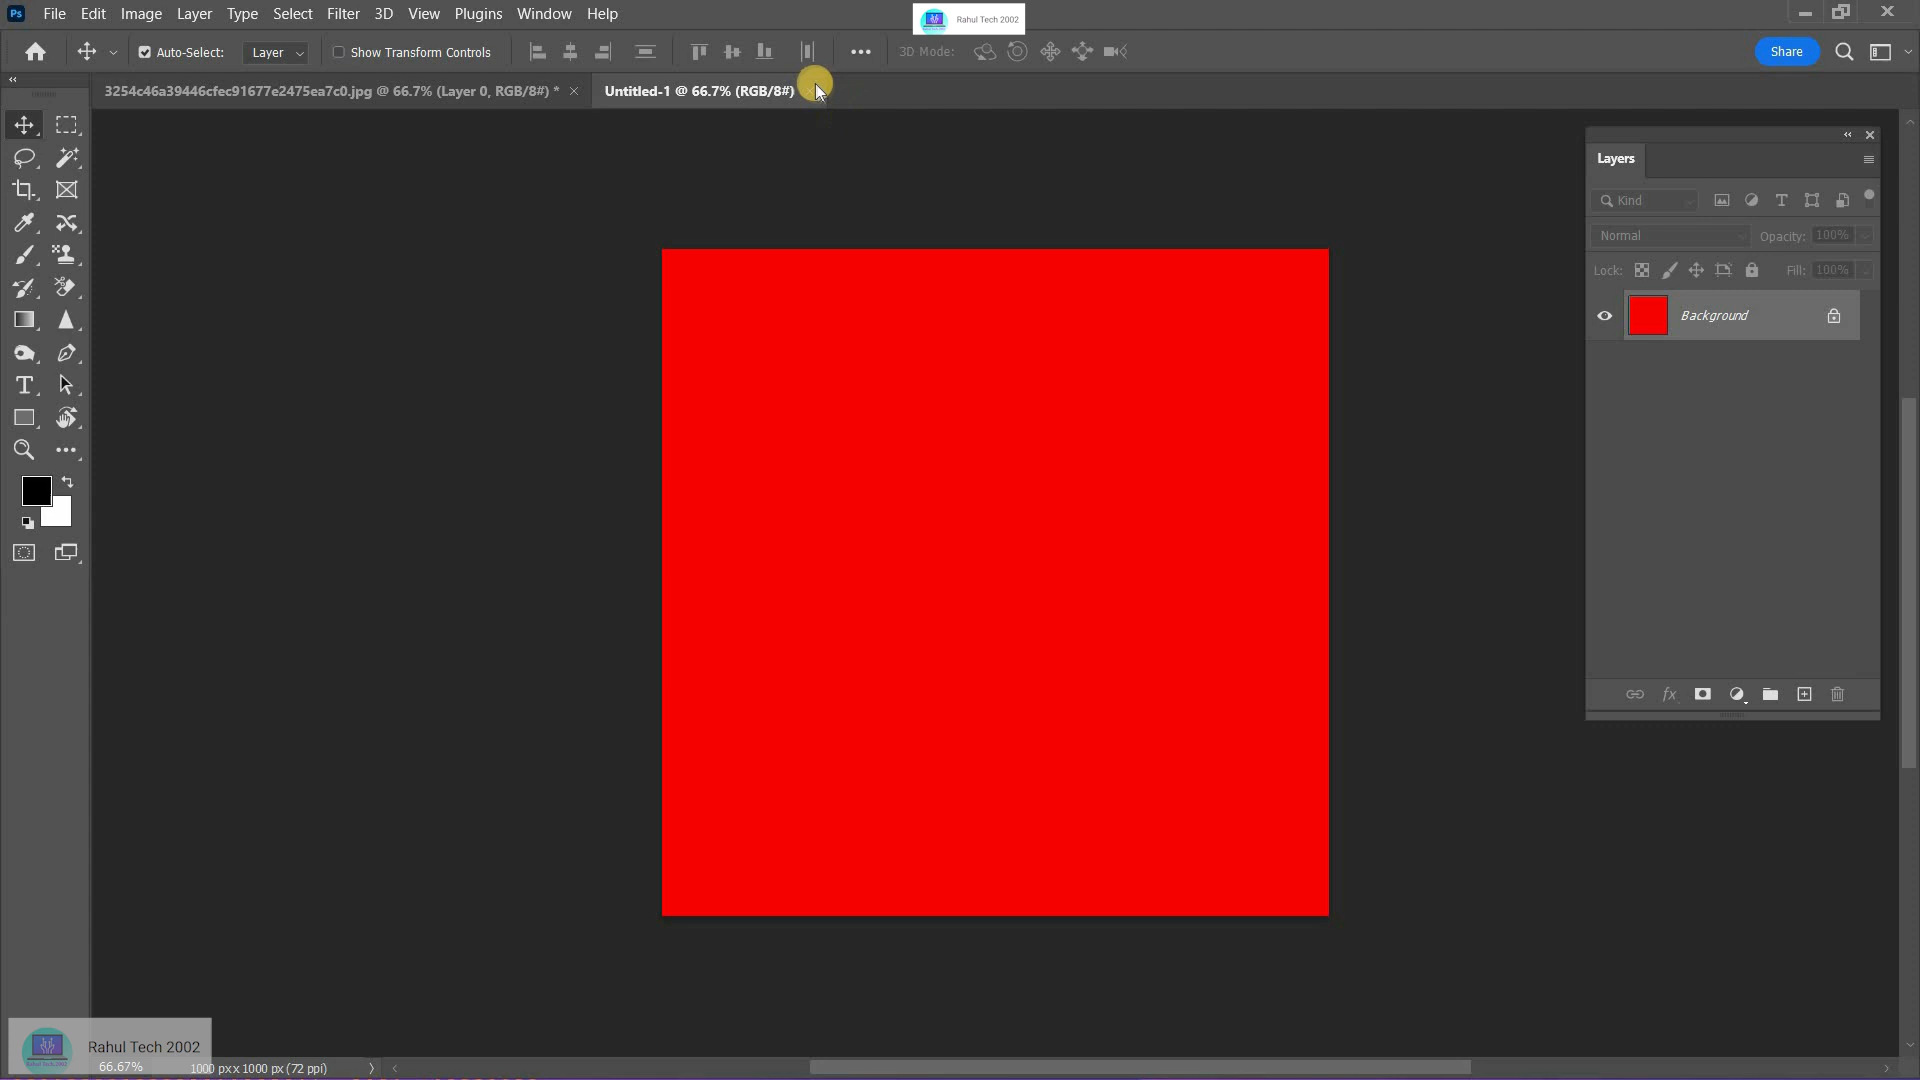 Ps File Edit Image Layer Type Select Filter 3D View Plugins Window Help
Rahul Tech 2002
Auto-Select: Layer Show Transform Controls 3D Mode: Share
3254c46a39446cfec91677e2475ea7c0.jpg @ 66.7% (Layer 0, RGB/8#) * Untitled-1 @ 66.7% (RGB/8#)
Layers
Kind
Normal Opacity: 100%
Lock: Fill: 100%
Background
Rahul Tech 2002
66.67% 1000 px x 1000 px (72 ppi)